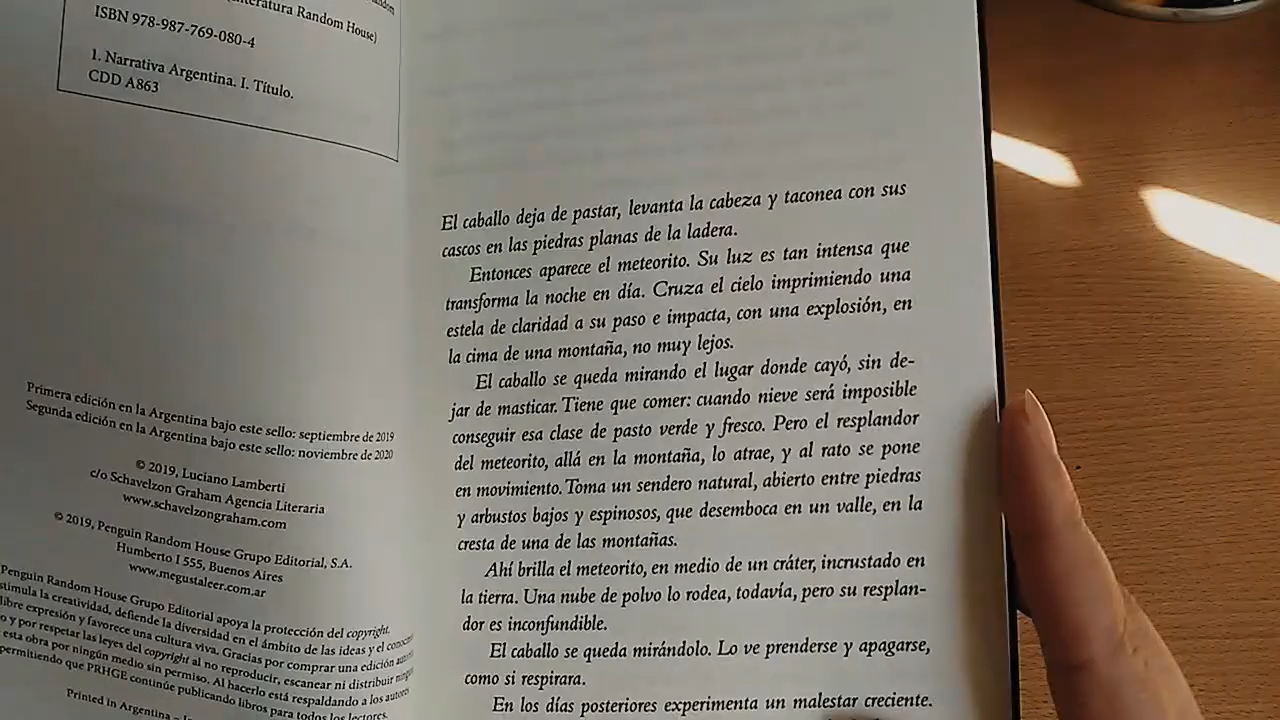 eratura Random House)
ISBN 978-987-769-080-4
1. Narrativa Argentina. I. Título.
CDD A863
Primera edición en la Argentina bajo este sello: septiembre de 2019
Segunda edición en la Argentina bajo este sello: noviembre de 2020
© 2019, Luciano Lamberti
c/o Schavelzon Graham Agencia Literaria
www.schavelzongraham.com
© 2019, Penguin Random House Grupo Editorial, S.A.
Humberto I 555, Buenos Aires
www.megustaleer.com.ar
Penguin Random House Grupo Editorial apoya la protección del copyright.
stimula la creatividad, defiende la diversidad en el ámbito de las ideas y el
libre expresión y favorece una cultura viva. Gracias por comprar una edición
o y por respetar las leyes del copyright al no reproducir, escanear ni distribuir
esta obra por ningún medio sin permiso. Al hacerlo está respaldando a los autores
permitiendo que PRHGE continúe publicando libros para todos los lectores.
Printed in Argentina –
El caballo deja de pastar, levanta la cabeza y taconea con sus
cascos en las piedras planas de la ladera.
Entonces aparece el meteorito. Su luz es tan intensa que
transforma la noche en día. Cruza el cielo imprimiendo una
estela de claridad a su paso e impacta, con una explosión, en
la cima de una montaña, no muy lejos.
El caballo se queda mirando el lugar donde cayó, sin de-
jar de masticar. Tiene que comer: cuando nieve será imposible
conseguir esa clase de pasto verde y fresco. Pero el resplandor
del meteorito, allá en la montaña, lo atrae, y al rato se pone
en movimiento. Toma un sendero natural, abierto entre piedras
y arbustos bajos y espinosos, que desemboca en un valle, en la
cresta de una de las montañas.
Ahí brilla el meteorito, en medio de un cráter, incrustado en
la tierra. Una nube de polvo lo rodea, todavía, pero su resplan-
dor es inconfundible.
El caballo se queda mirándolo. Lo ve prenderse y apagarse,
como si respirara.
En los días posteriores experimenta un malestar creciente.